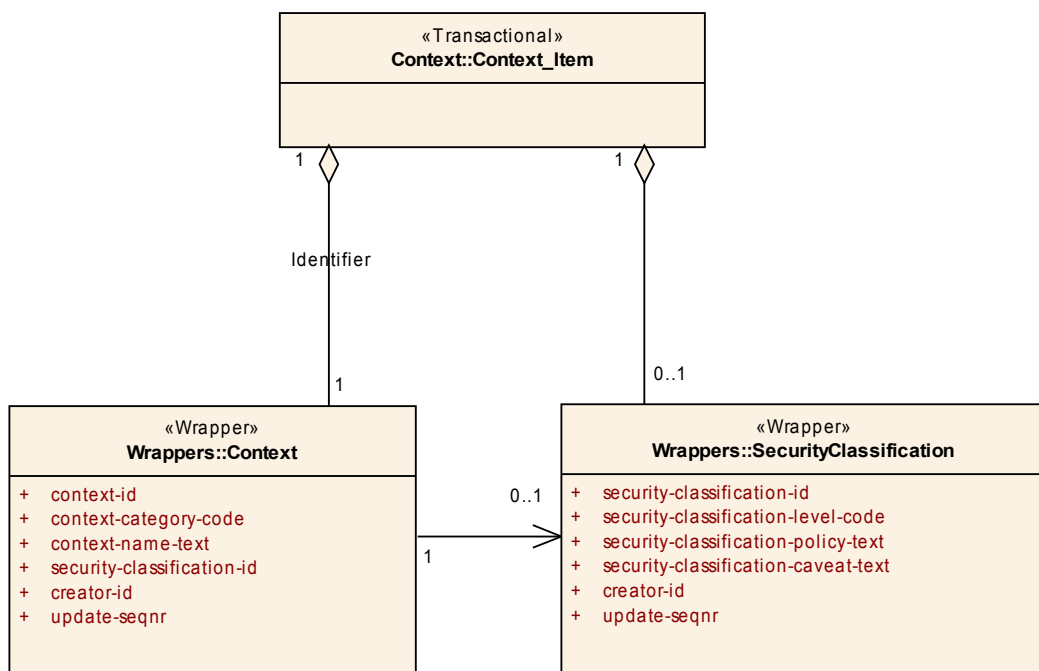 «Transactional»
Context::Context_Item
1
1
Identifier
1
0..1
«Wrapper»
Wrappers::Context
+ context-id
+ context-category-code
+ context-name-text
+ security-classification-id
+ creator-id
+ update-seqnr
0..1
1
«Wrapper»
Wrappers::SecurityClassification
+ security-classification-id
+ security-classification-level-code
+ security-classification-policy-text
+ security-classification-caveat-text
+ creator-id
+ update-seqnr